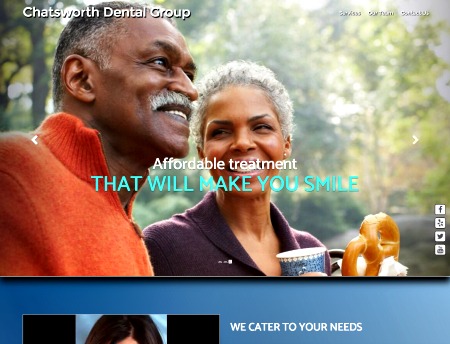 Chatsworth Dental Group
Services Our Team Contact Us
Affordable treatment
THAT WILL MAKE YOU SMILE
WE CATER TO YOUR NEEDS